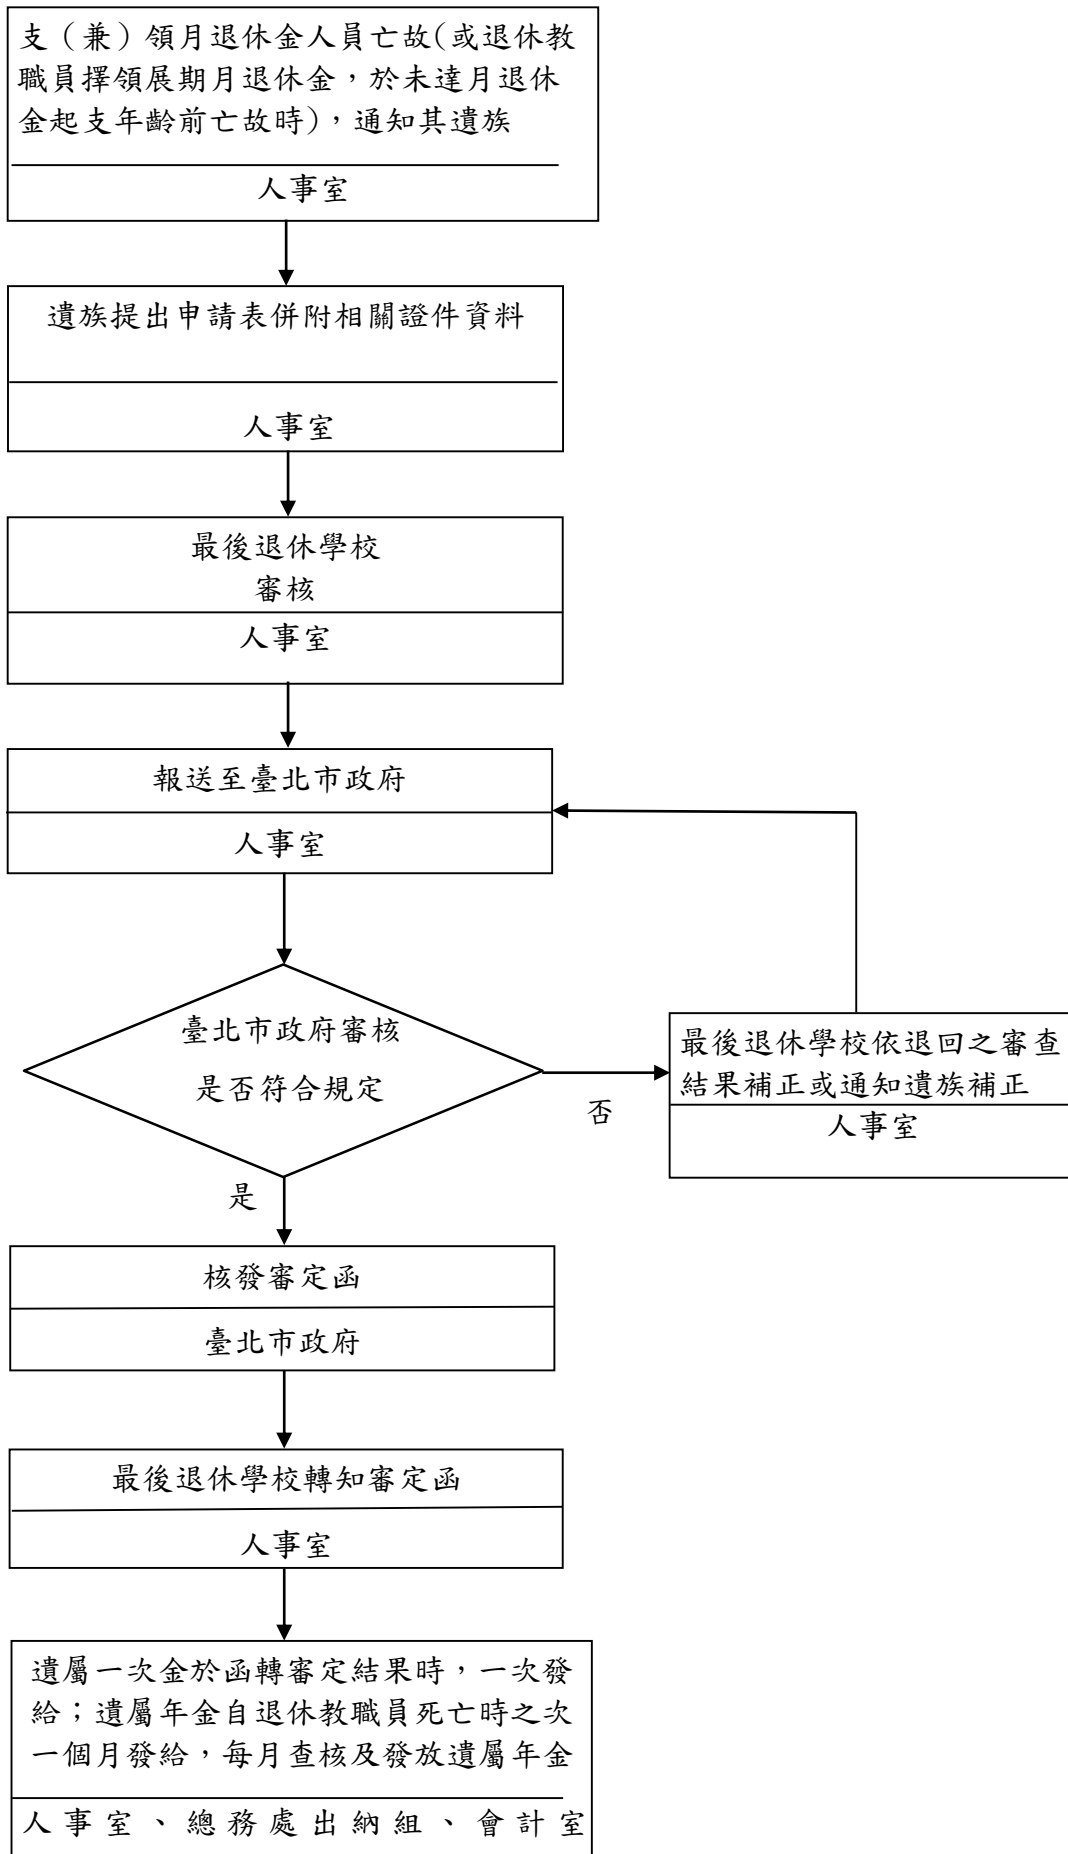 支（兼）領月退休金人員亡故(或退休教
職員擇領展期月退休金，於未達月退休
金起支年齡前亡故時)，通知其遺族
人事室
遺族提出申請表併附相關證件資料
人事室
最後退休學校
審核
人事室
報送至臺北市政府
人事室
臺北市政府審核
是否符合規定
否
最後退休學校依退回之審查
結果補正或通知遺族補正
人事室
是
核發審定函
臺北市政府
最後退休學校轉知審定函
人事室
遺屬一次金於函轉審定結果時，一次發
給；遺屬年金自退休教職員死亡時之次
一個月發給，每月查核及發放遺屬年金
人事室、總務處出納組、會計室